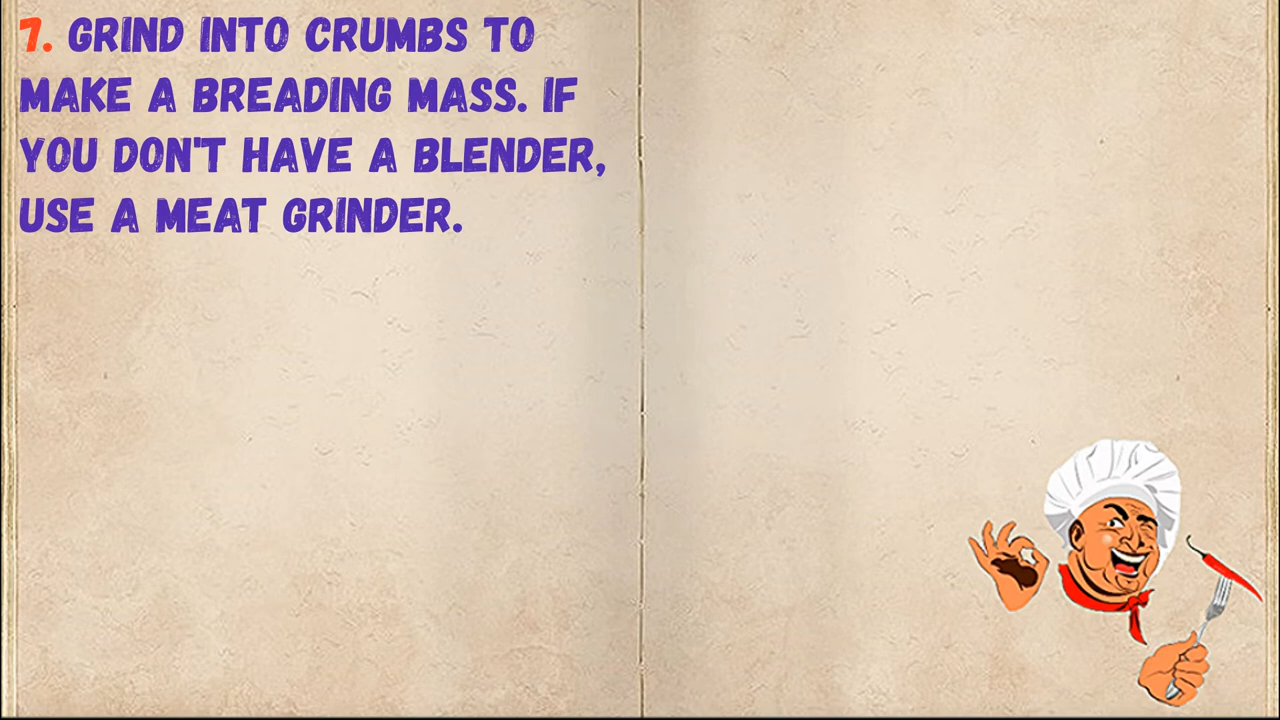 7. GRIND INTO CRUMBS TO
MAKE A BREADING MASS. IF
YOU DON'T HAVE A BLENDER,
USE A MEAT GRINDER.